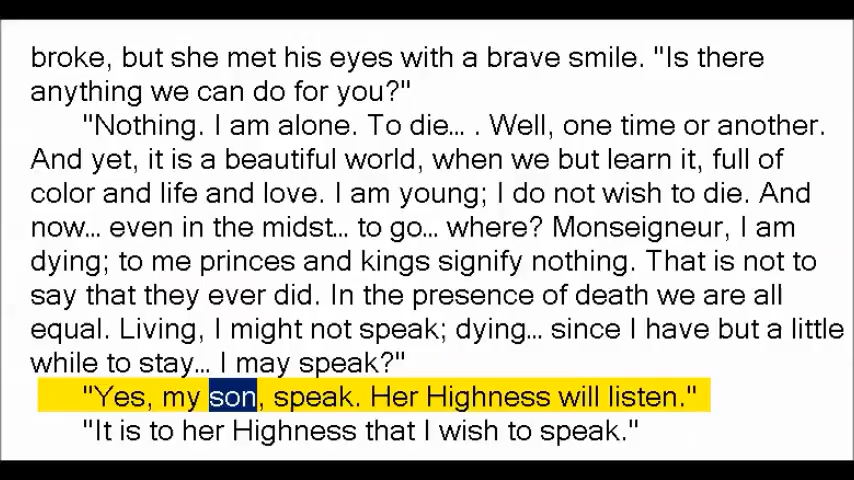 broke, but she met his eyes with a brave smile. "Is there
anything we can do for you?"
"Nothing. I am alone. To die… . Well, one time or another.
And yet, it is a beautiful world, when we but learn it, full of
color and life and love. I am young; I do not wish to die. And
now… even in the midst… to go… where? Monseigneur, I am
dying; to me princes and kings signify nothing. That is not to
say that they ever did. In the presence of death we are all
equal. Living, I might not speak; dying… since I have but a little
while to stay… I may speak?"
"Yes, my son, speak. Her Highness will listen."
"It is to her Highness that I wish to speak."